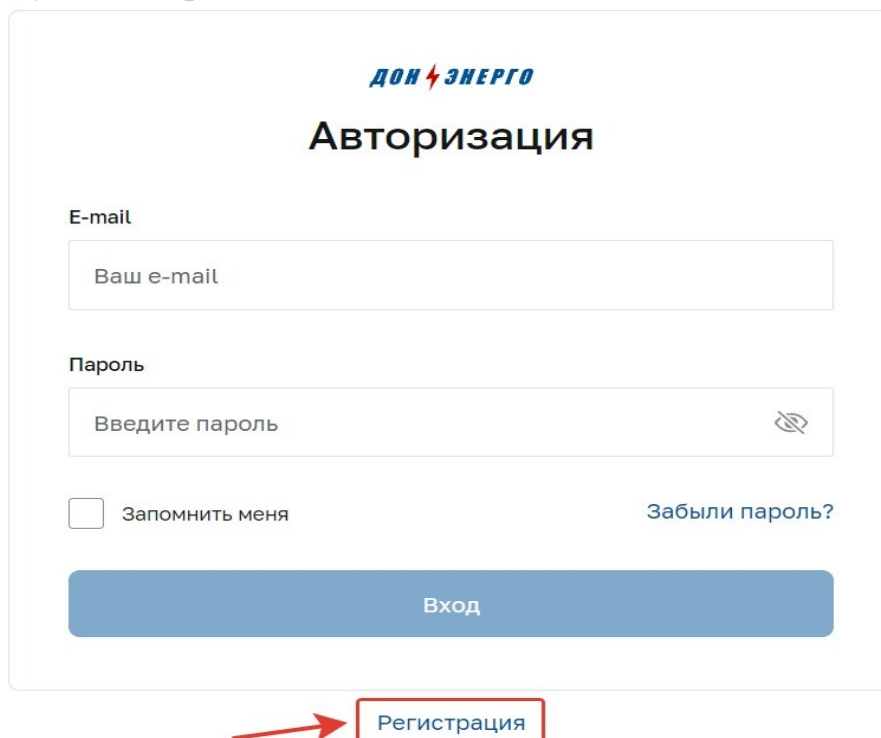 ДОН ЭНЕРГО
Авторизация
E-mail
Ваш e-mail
Пароль
Введите пароль
Запомнить меня
Забыли пароль?
Вход
Регистрация